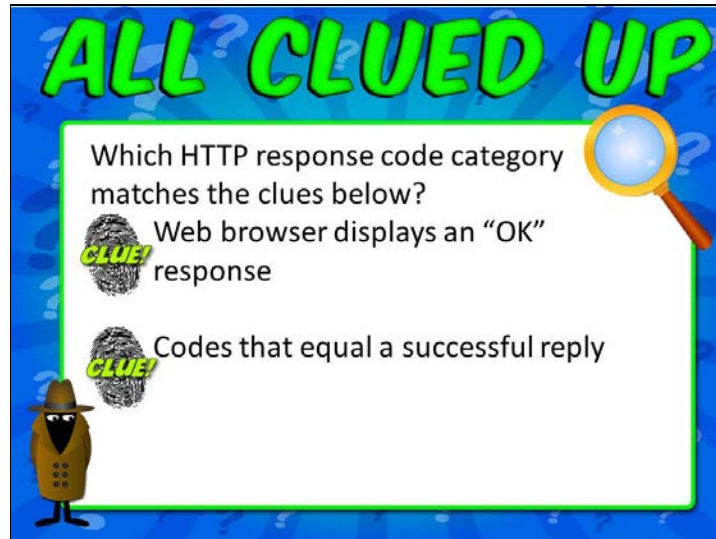 ALL CLUED UP
Which HTTP response code category
matches the clues below?
CLUE! Web browser displays an “OK”
response
CLUE! Codes that equal a successful reply